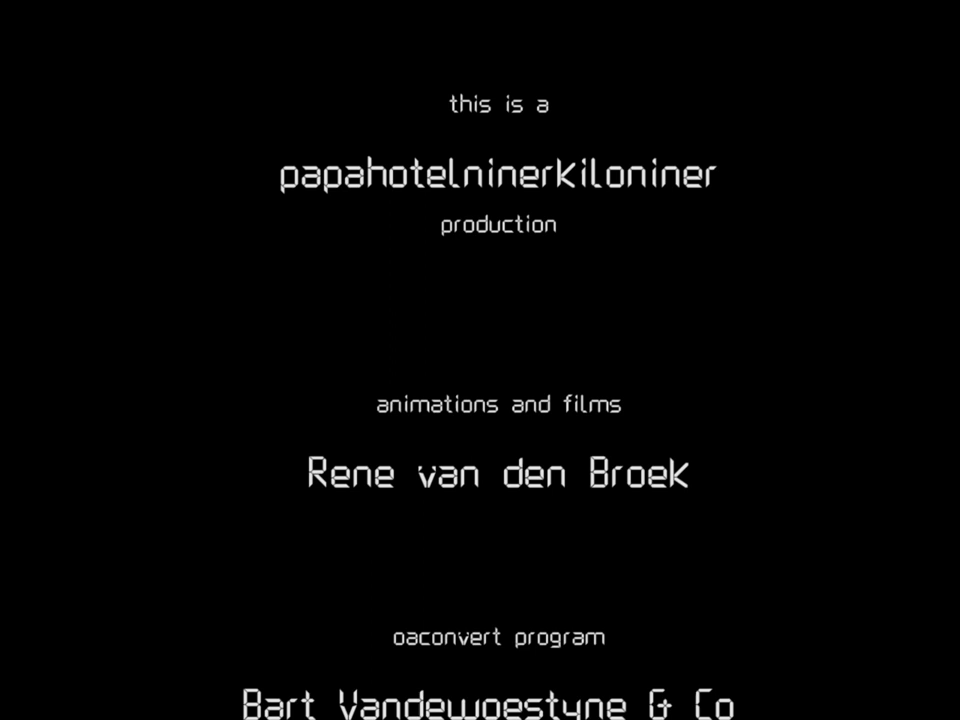 this is a
papahotelninerkiloniner
production
animations and films
Rene van den Broek
oaconvert program
Bart Vandewoestyne & Co